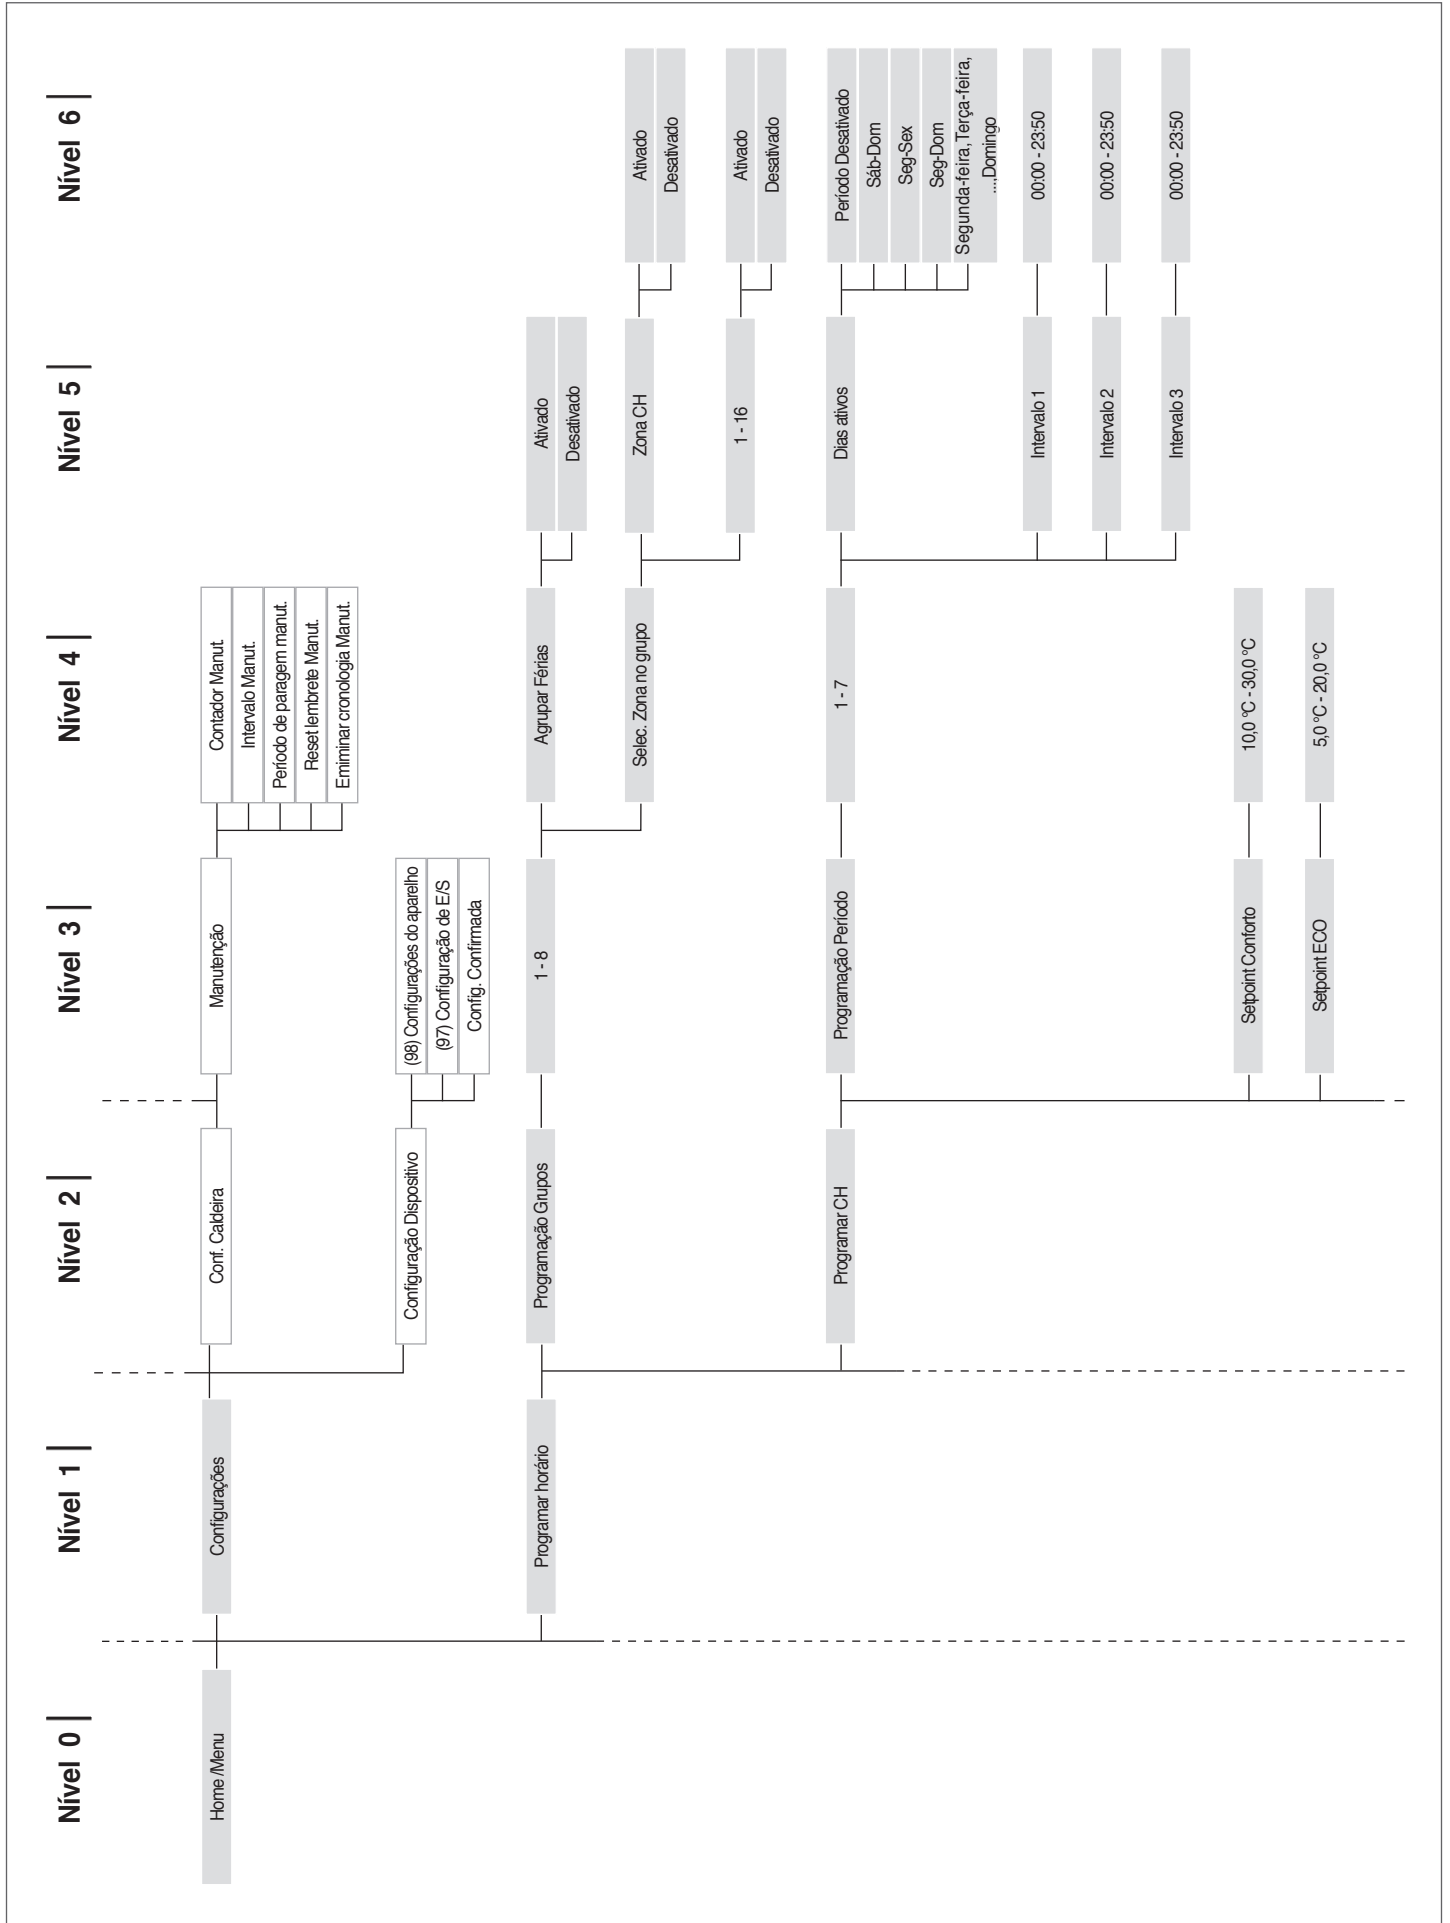 Nível 0
Nível 1
Nível 2
Nível 3
Nível 4
Nível 5
Nível 6
Home /Menu
Configurações
Conf. Caldeira
Manutenção
Contador Manut.
Intervalo Manut.
Período de paragem manut.
Reset lembrete Manut.
Emiminar cronologia Manut.
Configuração Dispositivo
(98) Configurações do aparelho
(97) Configuração de E/S
Config. Confirmada
Programar horário
Programação Grupos
1 - 8
Agrupar Férias
Ativado
Desativado
Selec. Zona no grupo
Zona CH
Ativado
Desativado
1 - 16
Ativado
Desativado
Programar CH
Programação Período
1 - 7
Dias ativos
Período Desativado
Sáb-Dom
Seg-Sex
Seg-Dom
Segunda-feira, Terça-feira,
...,Domingo
Intervalo 1
00:00 - 23:50
Intervalo 2
00:00 - 23:50
Intervalo 3
00:00 - 23:50
Setpoint Conforto
10,0 °C - 30,0 °C
Setpoint ECO
5,0 °C - 20,0 °C